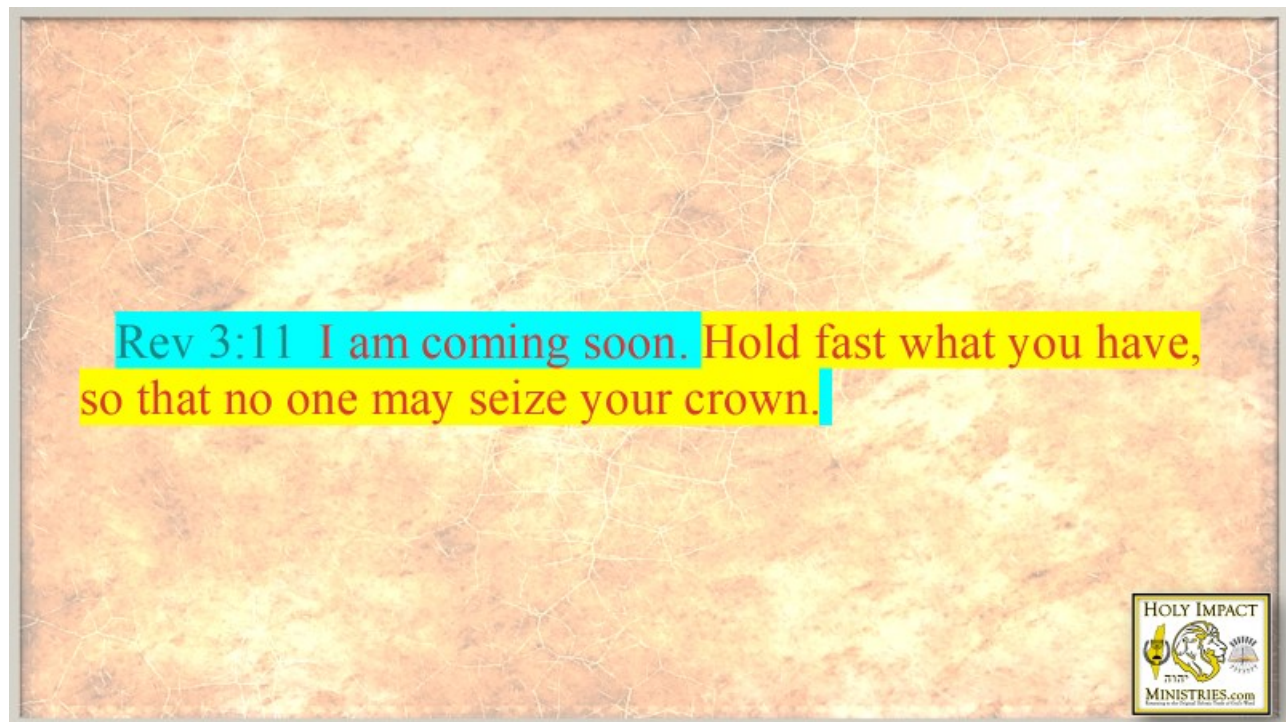 Rev 3:11 I am coming soon. Hold fast what you have,
so that no one may seize your crown.
HOLY IMPACT
יהוה
MINISTRIES.com